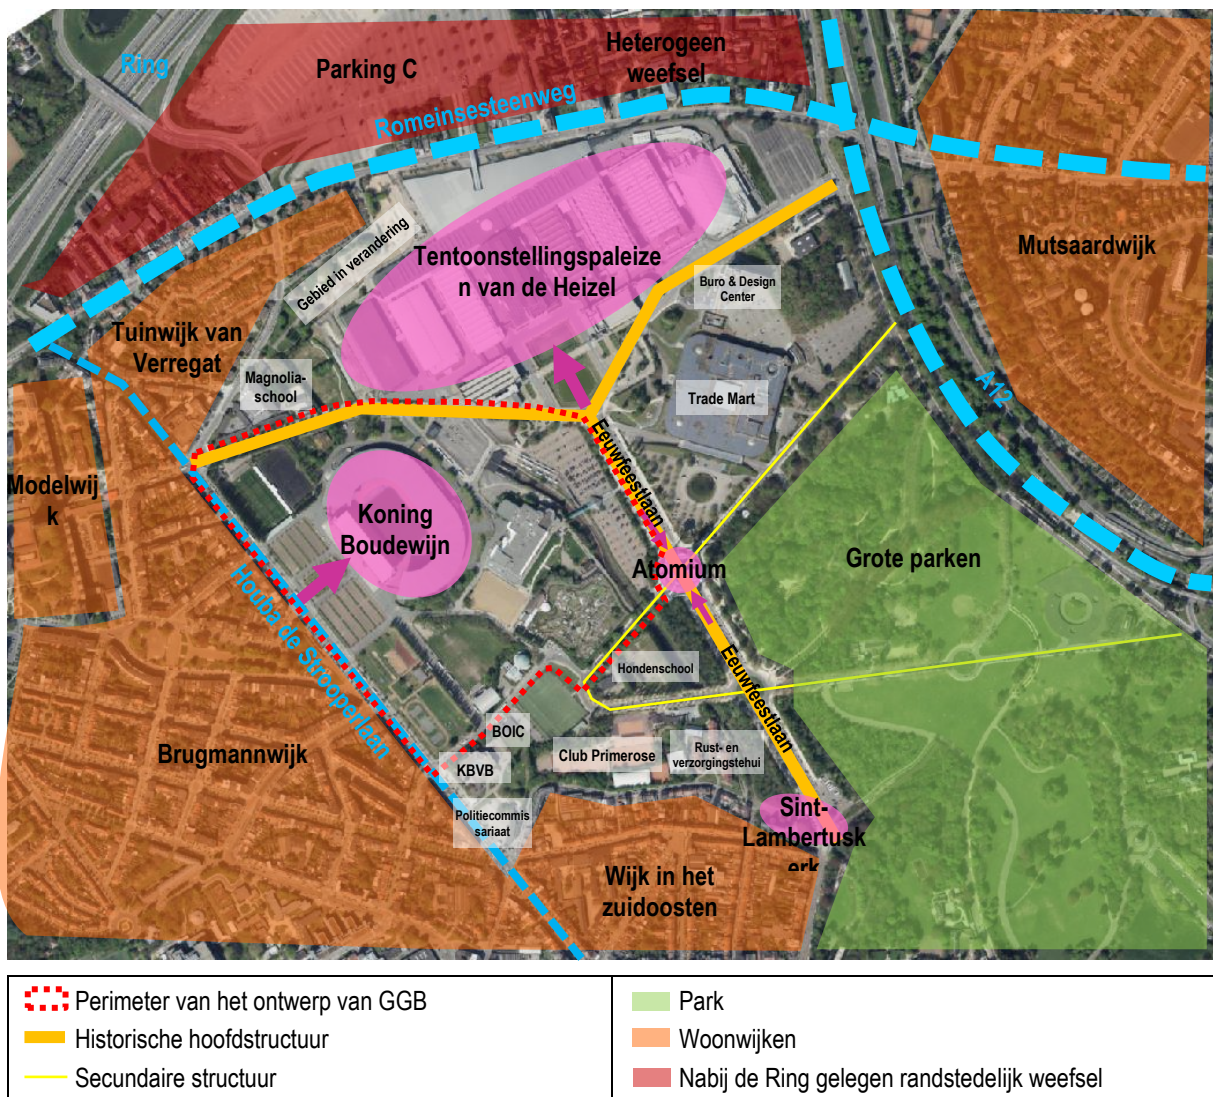 Ring
Parking C
Heterogeen
weefsel
Romeinsesteenweg
Gebied in verandering
Tentoonstellingspaleize
n van de Heizel
Mutsaardwijk
Buro & Design
Center
Tuinwijk van
Verregat
Magnolia-
school
Trade Mart
A12
Eeuwfeestlaan
Modelwij
k
Koning
Boudewijn
Atomium
Grote parken
Houba de Strooperlaan
Hondenschool
Eeuwfeestlaan
BOIC
Brugmannwijk
KBVB
Club Primerose
Rust- en
verzorgingstehui
Politiecommis
sariaat
Sint-
Lambertusk
erk
Wijk in het
zuidoosten
Perimeter van het ontwerp van GGB
Historische hoofdstructuur
Secundaire structuur
Park
Woonwijken
Nabij de Ring gelegen randstedelijk weefsel